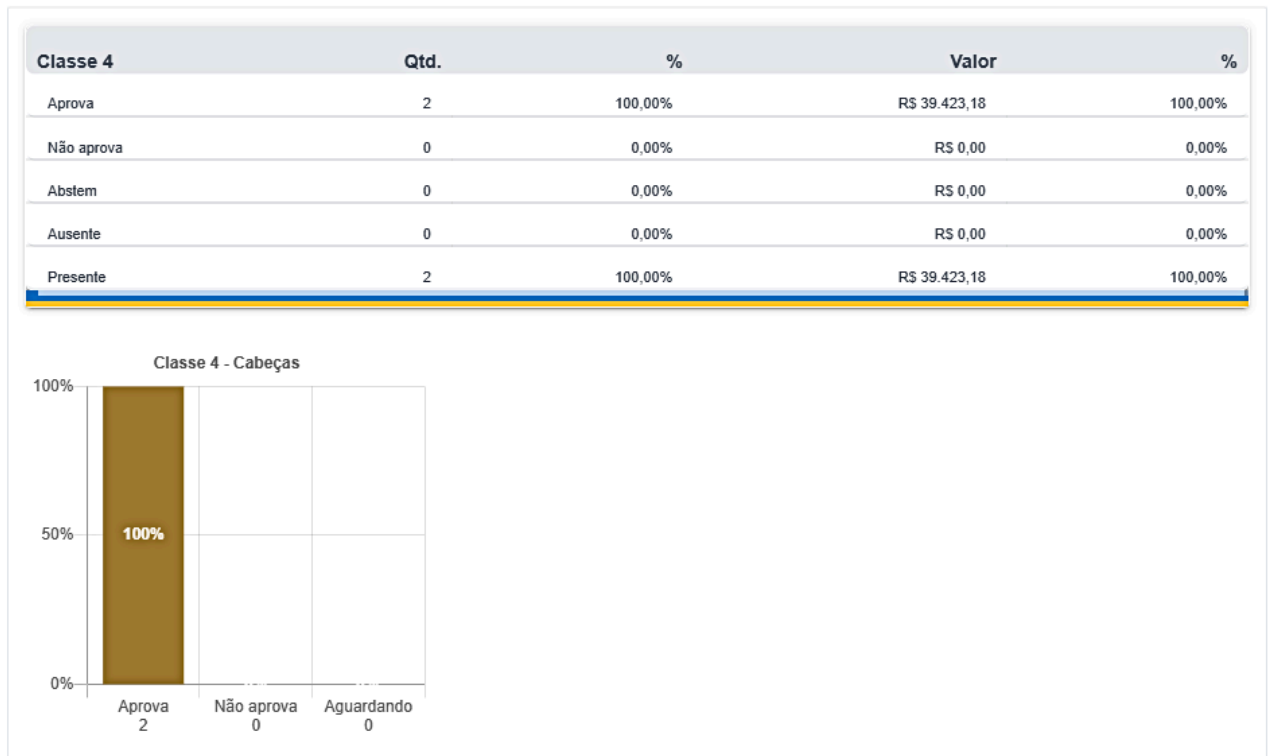 Classe 4 Qtd. % Valor %
Aprova 2 100,00% R$ 39.423,18 100,00%
Não aprova 0 0,00% R$ 0,00 0,00%
Abstem 0 0,00% R$ 0,00 0,00%
Ausente 0 0,00% R$ 0,00 0,00%
Presente 2 100,00% R$ 39.423,18 100,00%
Classe 4 - Cabeças
100%
50%
100%
0%
Aprova Não aprova Aguardando
2 0 0